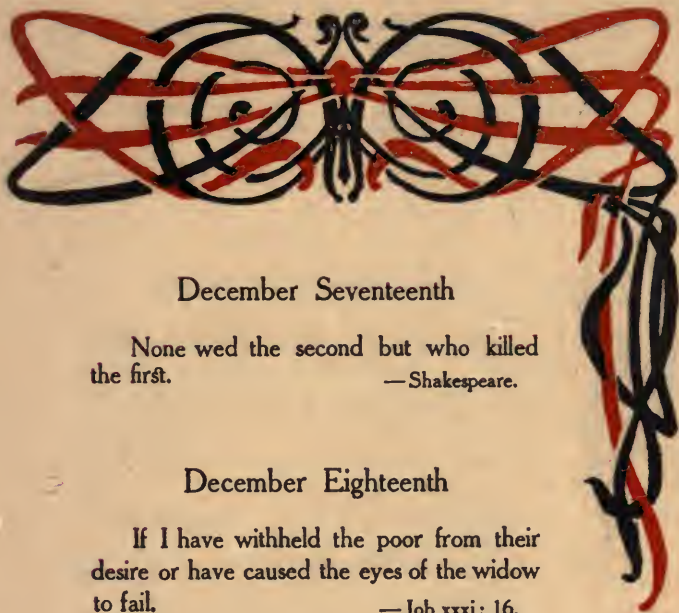 December Seventeenth
None wed the second but who killed
the first. — Shakespeare.
December Eighteenth
If I have withheld the poor from their
desire or have caused the eyes of the widow
to fail. — Job xxxi: 16.